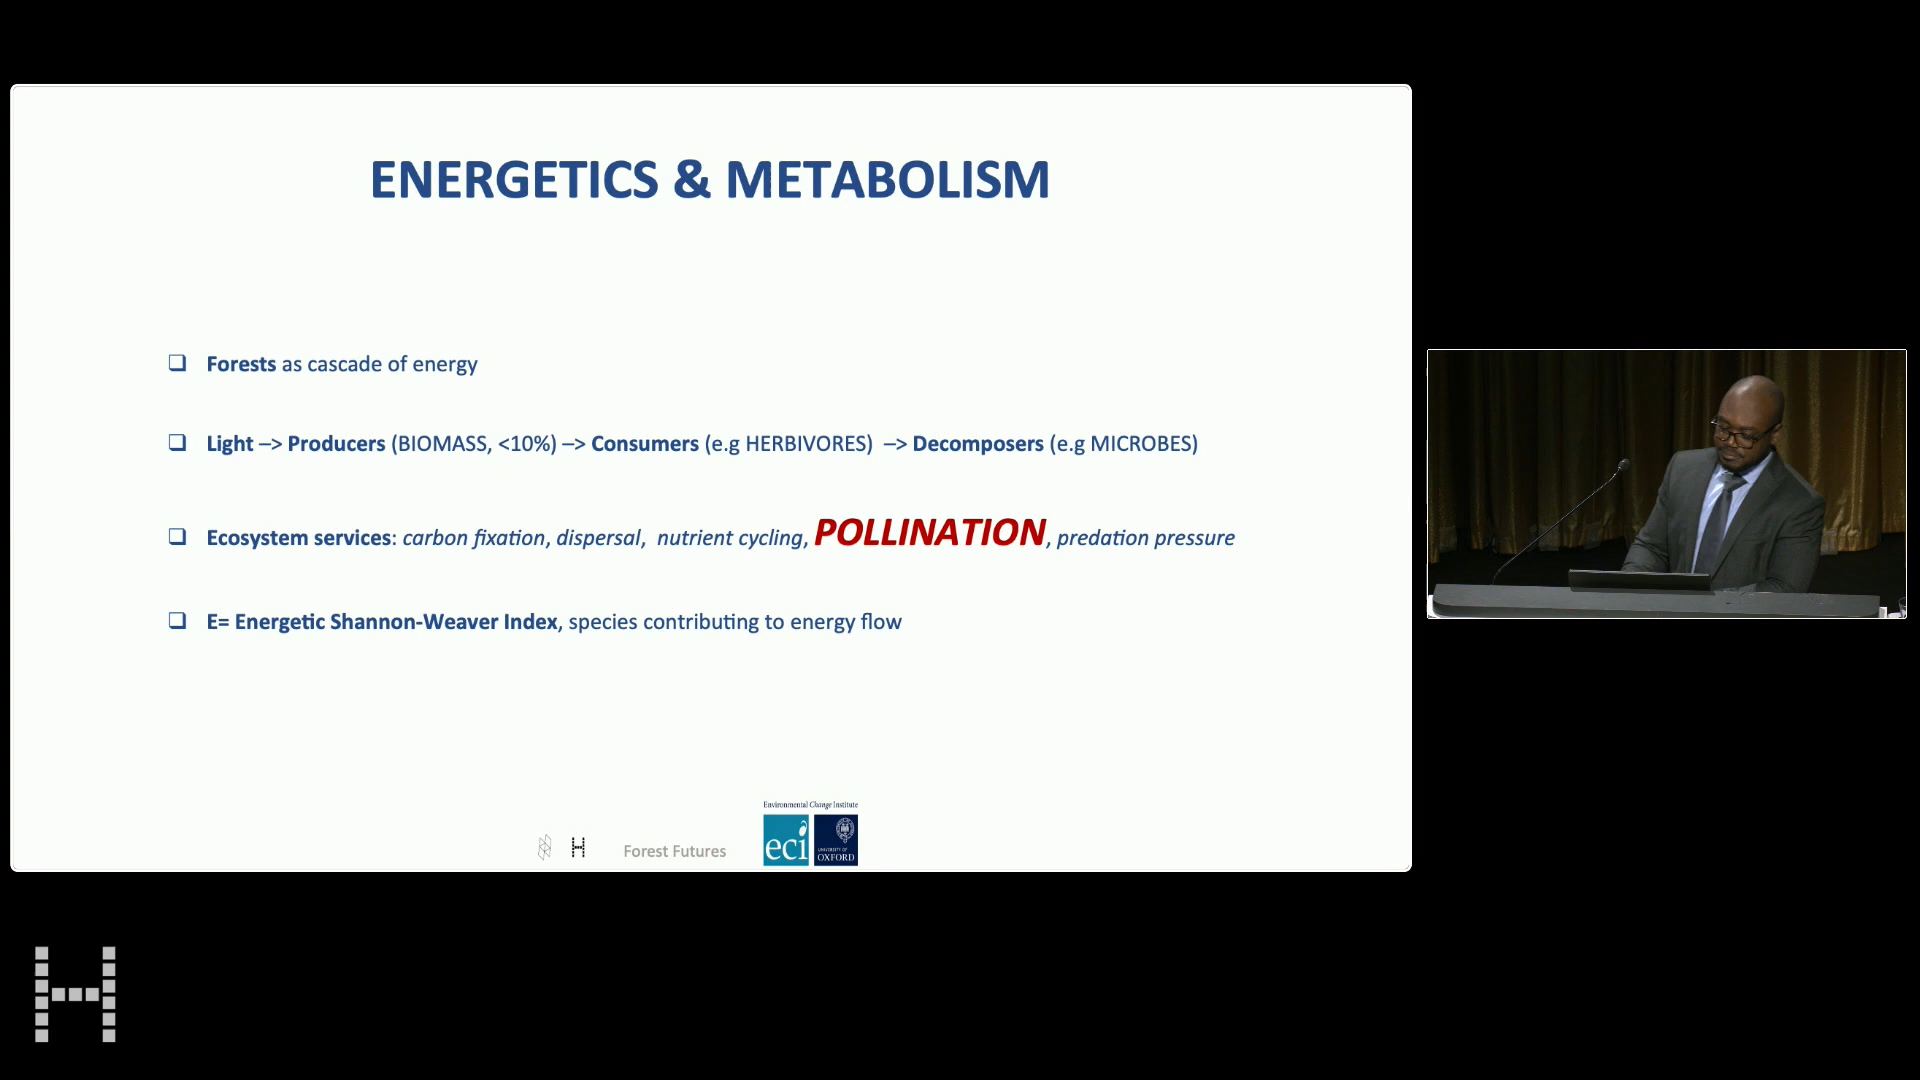 ENERGETICS & METABOLISM
❑ Forests as cascade of energy
❑ Light –> Producers (BIOMASS, <10%) –> Consumers (e.g HERBIVORES) –> Decomposers (e.g MICROBES)
❑ Ecosystem services: carbon fixation, dispersal, nutrient cycling, POLLINATION, predation pressure
❑ E= Energetic Shannon-Weaver Index, species contributing to energy flow
Environmental Change Institute
H Forest Futures
eci
UNIVERSITY OF
OXFORD
H